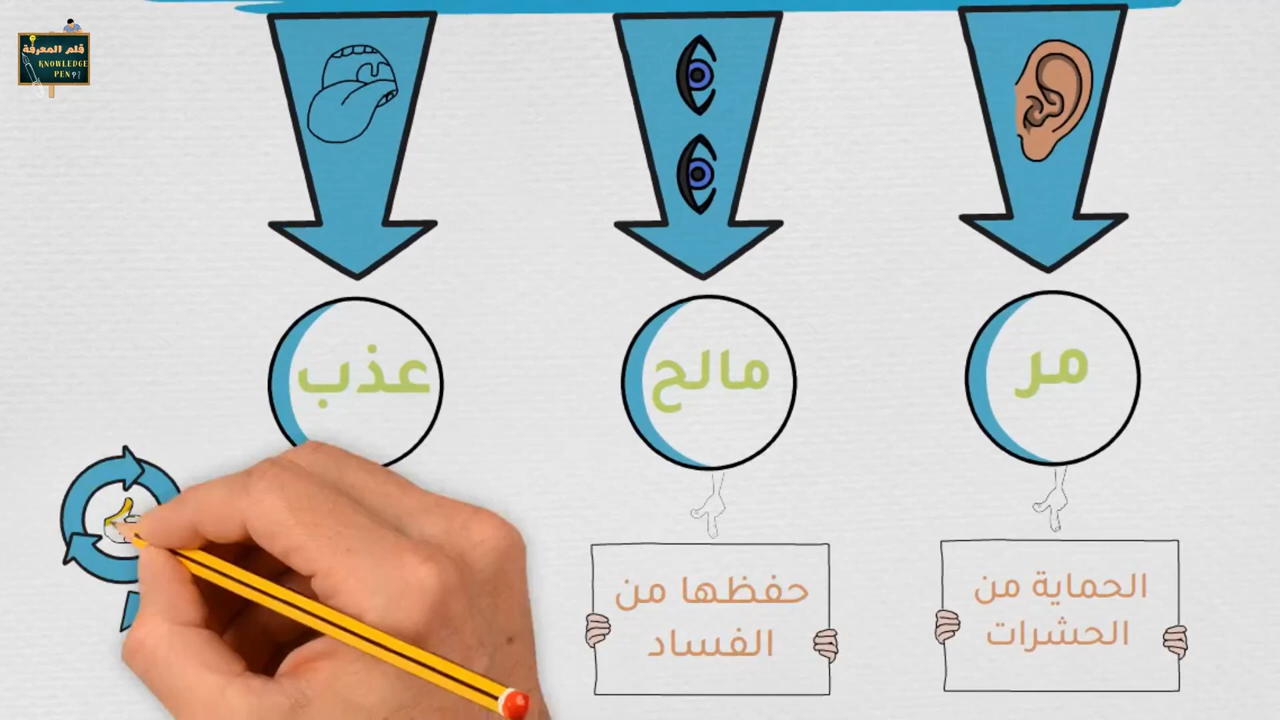 قلم المعرفة
KNOWLEDGE
PEN
مر
مالح
عذب
الحماية من
الحشرات
حفظها من
الفساد